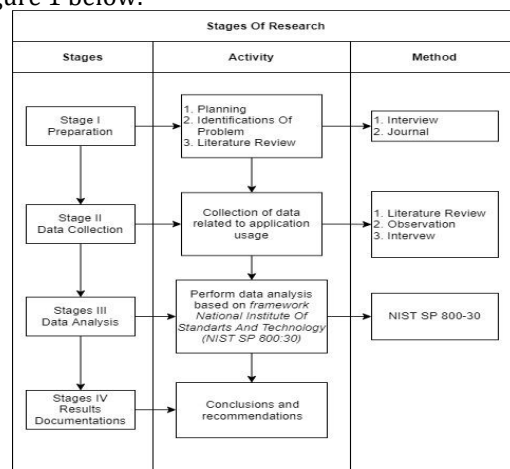 gure 1 below.
Stages Of Research
Stages
Activity
Method
Stage I
Preparation
1. Planning
2. Identifications Of
Problem
3. Literature Review
1. Interview
2. Journal
Stage II
Data Collection
Collection of data
related to application
usage
1. Literature Review
2. Observation
3. Intervew
Stages III
Data Analysis
Perform data analysis
based on framework
National Institute Of
Standarts And Technology
(NIST SP 800:30)
NIST SP 800-30
Stages IV
Results
Documentations
Conclusions and
recommendations